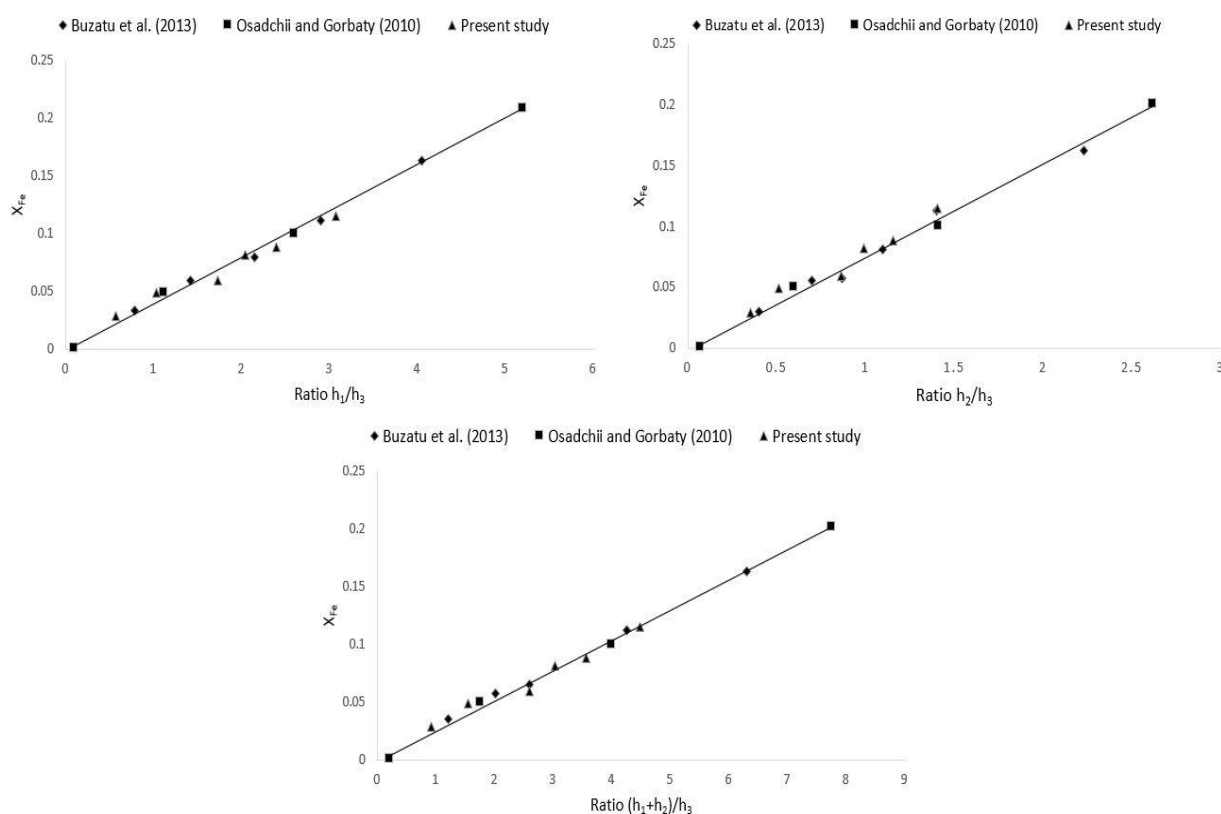 ◆ Buzatu et al. (2013) ■ Osadchii and Gorbaty (2010) ▲ Present study
0.25
0.2
0.15
0.1
0.05
0
X_Fe
0 1 2 3 4 5 6
Ratio h₁/h₃
◆ Buzatu et al. (2013) ■ Osadchii and Gorbaty (2010) ▲ Present study
0.25
0.2
0.15
0.1
0.05
0
X_Fe
0 0.5 1 1.5 2 2.5 3
Ratio h₂/h₃
◆ Buzatu et al. (2013) ■ Osadchii and Gorbaty (2010) ▲ Present study
0.25
0.2
0.15
0.1
0.05
0
X_Fe
0 1 2 3 4 5 6 7 8 9
Ratio (h₁+h₂)/h₃